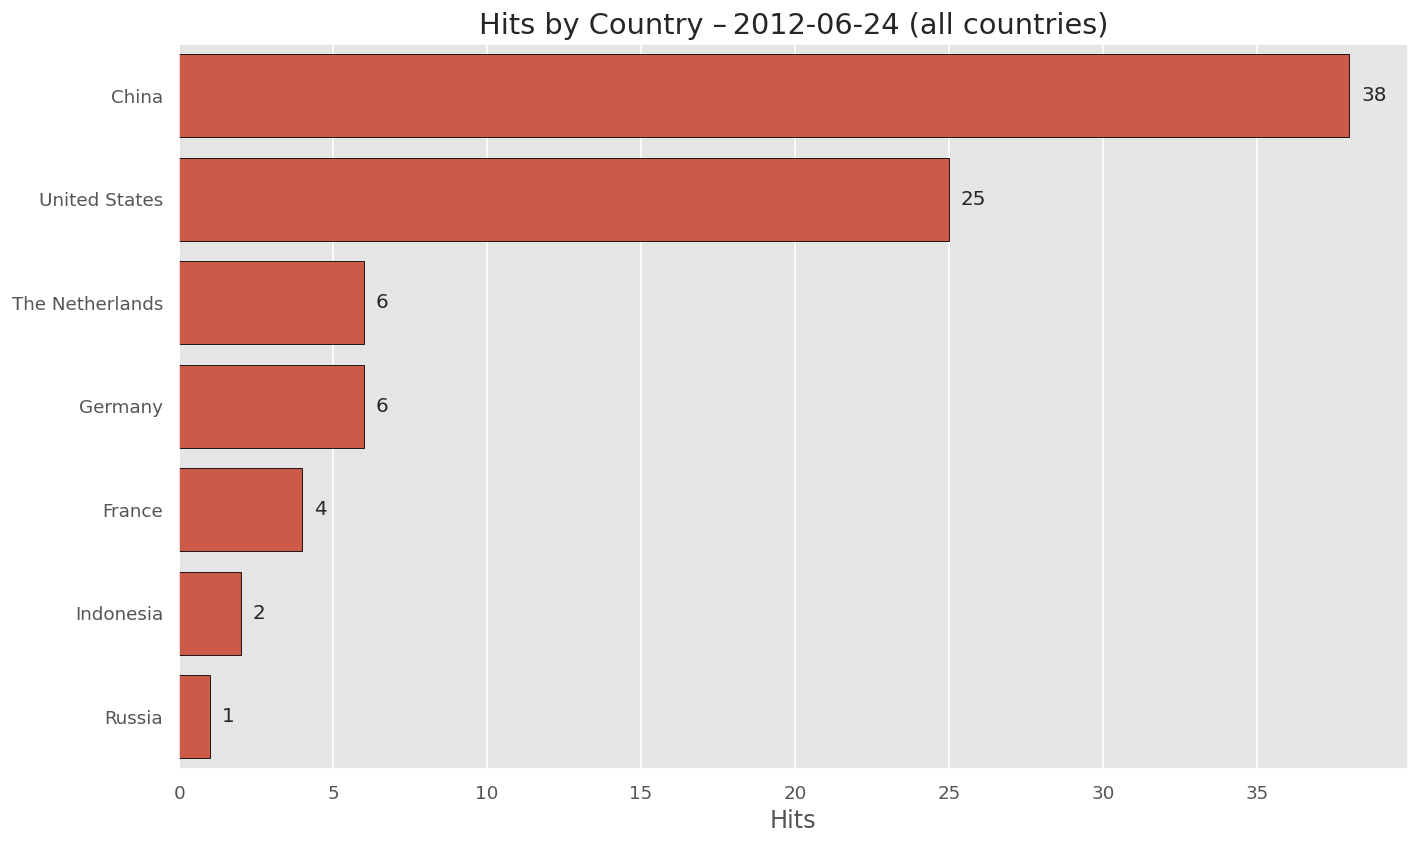 Hits by Country – 2012-06-24 (all countries)
China 38
United States 25
The Netherlands 6
Germany 6
France 4
Indonesia 2
Russia 1
0 5 10 15 20 25 30 35
Hits